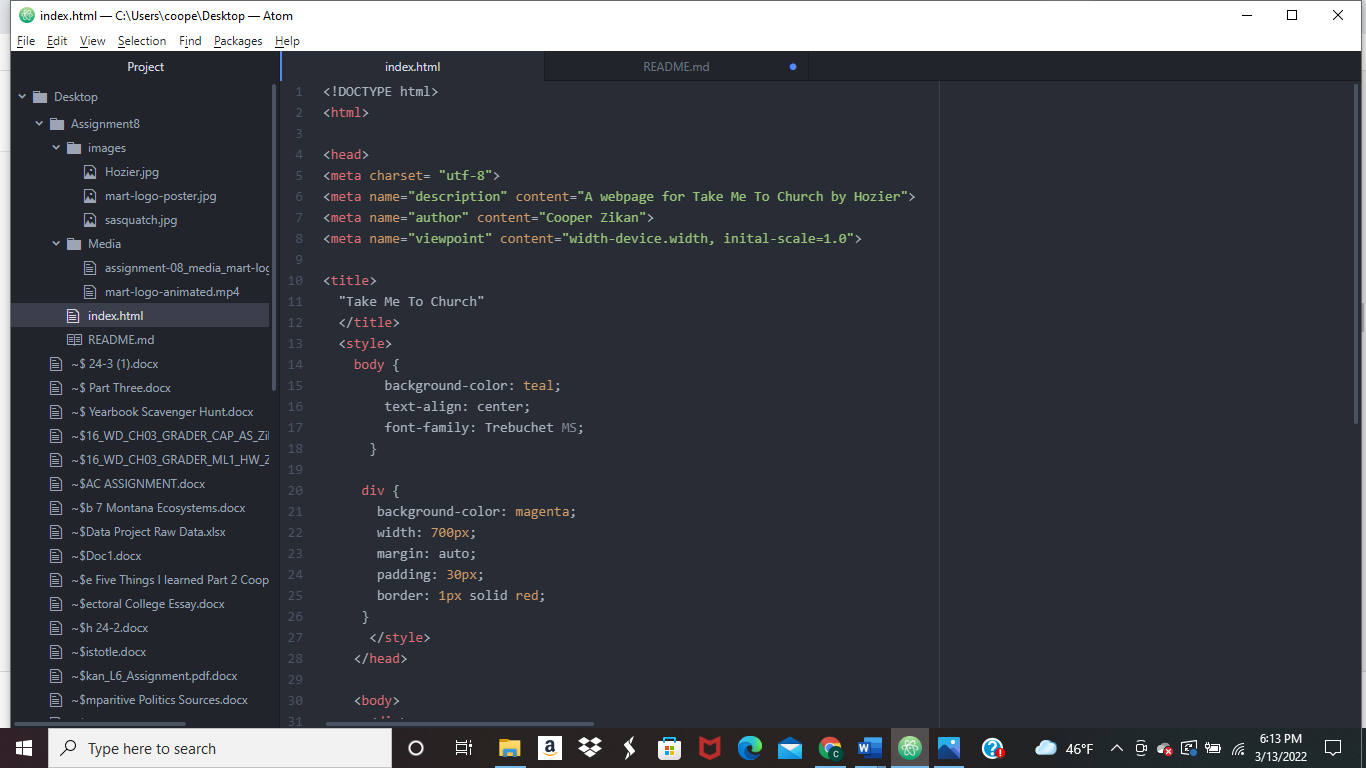 index.html — C:\Users\coope\Desktop — Atom
File Edit View Selection Find Packages Help
Project
Desktop
Assignment8
images
Hozier.jpg
mart-logo-poster.jpg
sasquatch.jpg
Media
assignment-08_media_mart-log
mart-logo-animated.mp4
index.html
README.md
~$ 24-3 (1).docx
~$ Part Three.docx
~$ Yearbook Scavenger Hunt.docx
~$16_WD_CH03_GRADER_CAP_AS_Zi
~$16_WD_CH03_GRADER_ML1_HW_Z
~$AC ASSIGNMENT.docx
~$b 7 Montana Ecosystems.docx
~$Data Project Raw Data.xlsx
~$Doc1.docx
~$e Five Things I learned Part 2 Coop
~$ectoral College Essay.docx
~$h 24-2.docx
~$istotle.docx
~$kan_L6_Assignment.pdf.docx
~$mparitive Politics Sources.docx
index.html README.md
1 <!DOCTYPE html>
2 <html>
3
4 <head>
5 <meta charset= "utf-8">
6 <meta name="description" content="A webpage for Take Me To Church by Hozier">
7 <meta name="author" content="Cooper Zikan">
8 <meta name="viewpoint" content="width-device.width, inital-scale=1.0">
9
10 <title>
11 "Take Me To Church"
12 </title>
13 <style>
14 body {
15 background-color: teal;
16 text-align: center;
17 font-family: Trebuchet MS;
18 }
19
20 div {
21 background-color: magenta;
22 width: 700px;
23 margin: auto;
24 padding: 30px;
25 border: 1px solid red;
26 }
27 </style>
28 </head>
29
30 <body>
31
Type here to search
46°F
6:13 PM
3/13/2022